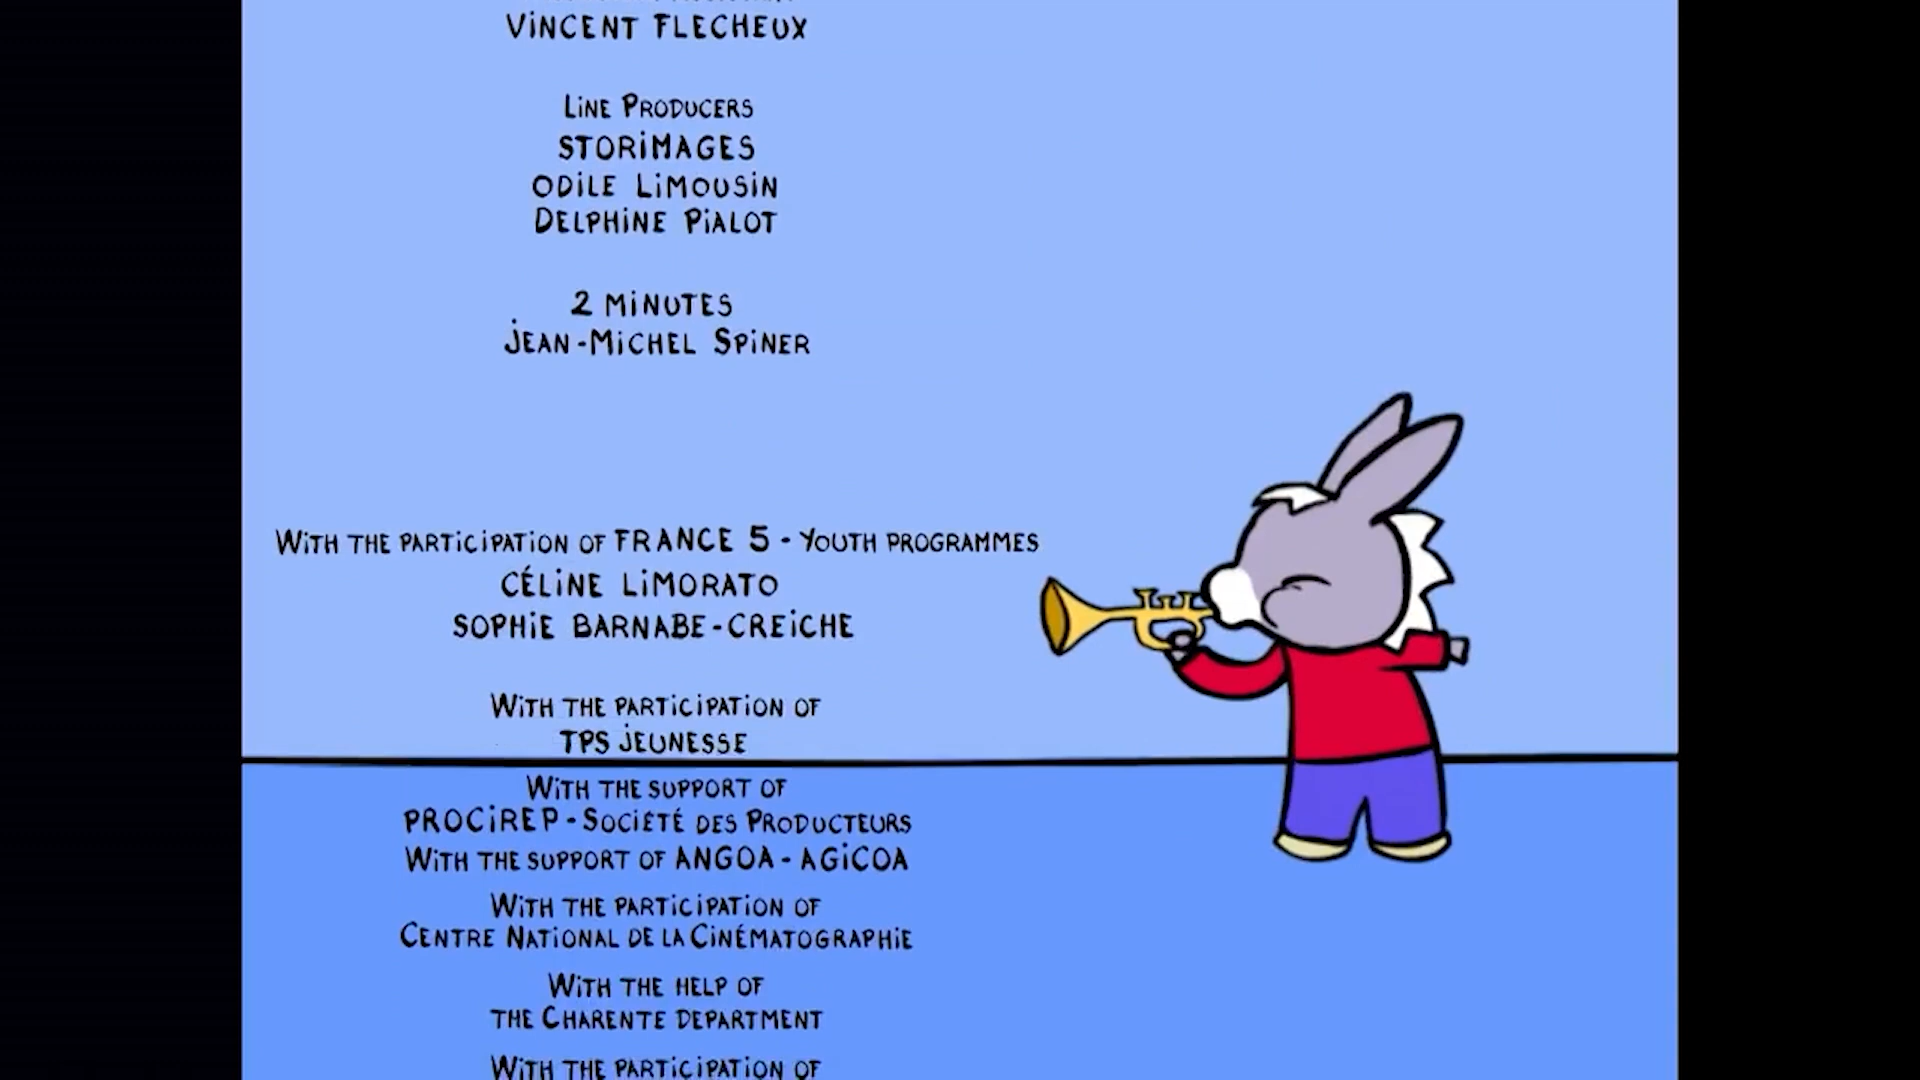 ViNCENT FLECHEUX
LiNE PRODUCERS
STORiMAGES
ODiLE LiMOUSiN
DELPHiNE PiALOT
2 MiNUTES
jEAN-MiCHEL SPiNER
WiTH THE PARTiCiPATiON OF FRANCE 5 - YOUTH PROGRAMMES
CÉLiNE LiMORATO
SOPHiE BARNABE-CREiCHE
WiTH THE PARTiCiPATiON OF
TPS jEUNESSE
WiTH THE SUPPORT OF
PROCiREP - SOCiÉTÉ DES PRODUCTEURS
WiTH THE SUPPORT OF ANGOA - AGiCOA
WiTH THE PARTiCiPATiON OF
CENTRE NATiONAL DE LA CiNÉMATOGRAPHiE
WiTH THE HELP OF
THE CHARENTE DEPARTMENT
WiTH THE PARTiCiPATiON OF